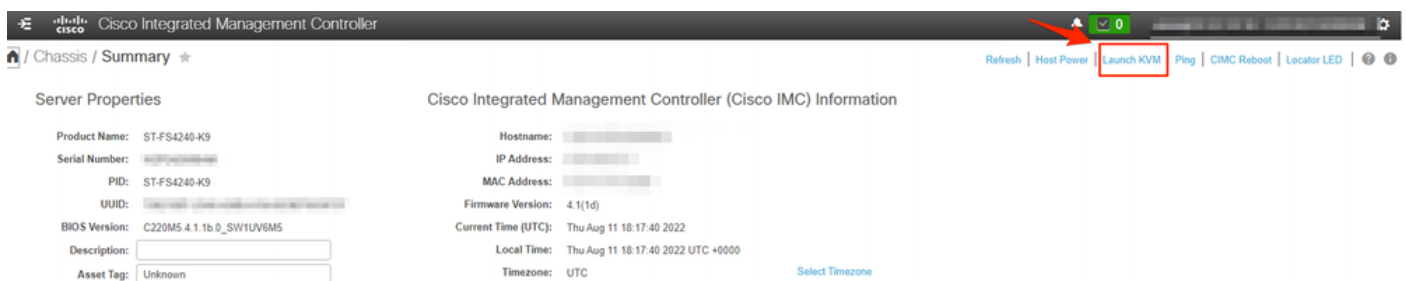 cisco Cisco Integrated Management Controller 0
/ Chassis / Summary
Refresh | Host Power | Launch KVM | Ping | CIMC Reboot | Locator LED |
Server Properties
Cisco Integrated Management Controller (Cisco IMC) Information
Product Name: ST-FS4240-K9
Hostname:
Serial Number:
IP Address:
PID: ST-FS4240-K9
MAC Address:
UUID:
Firmware Version: 4.1(1d)
BIOS Version: C220M5.4.1.1b.0_SW1UV6M5
Current Time (UTC): Thu Aug 11 18:17:40 2022
Description:
Local Time: Thu Aug 11 18:17:40 2022 UTC +0000
Asset Tag: Unknown
Timezone: UTC Select Timezone